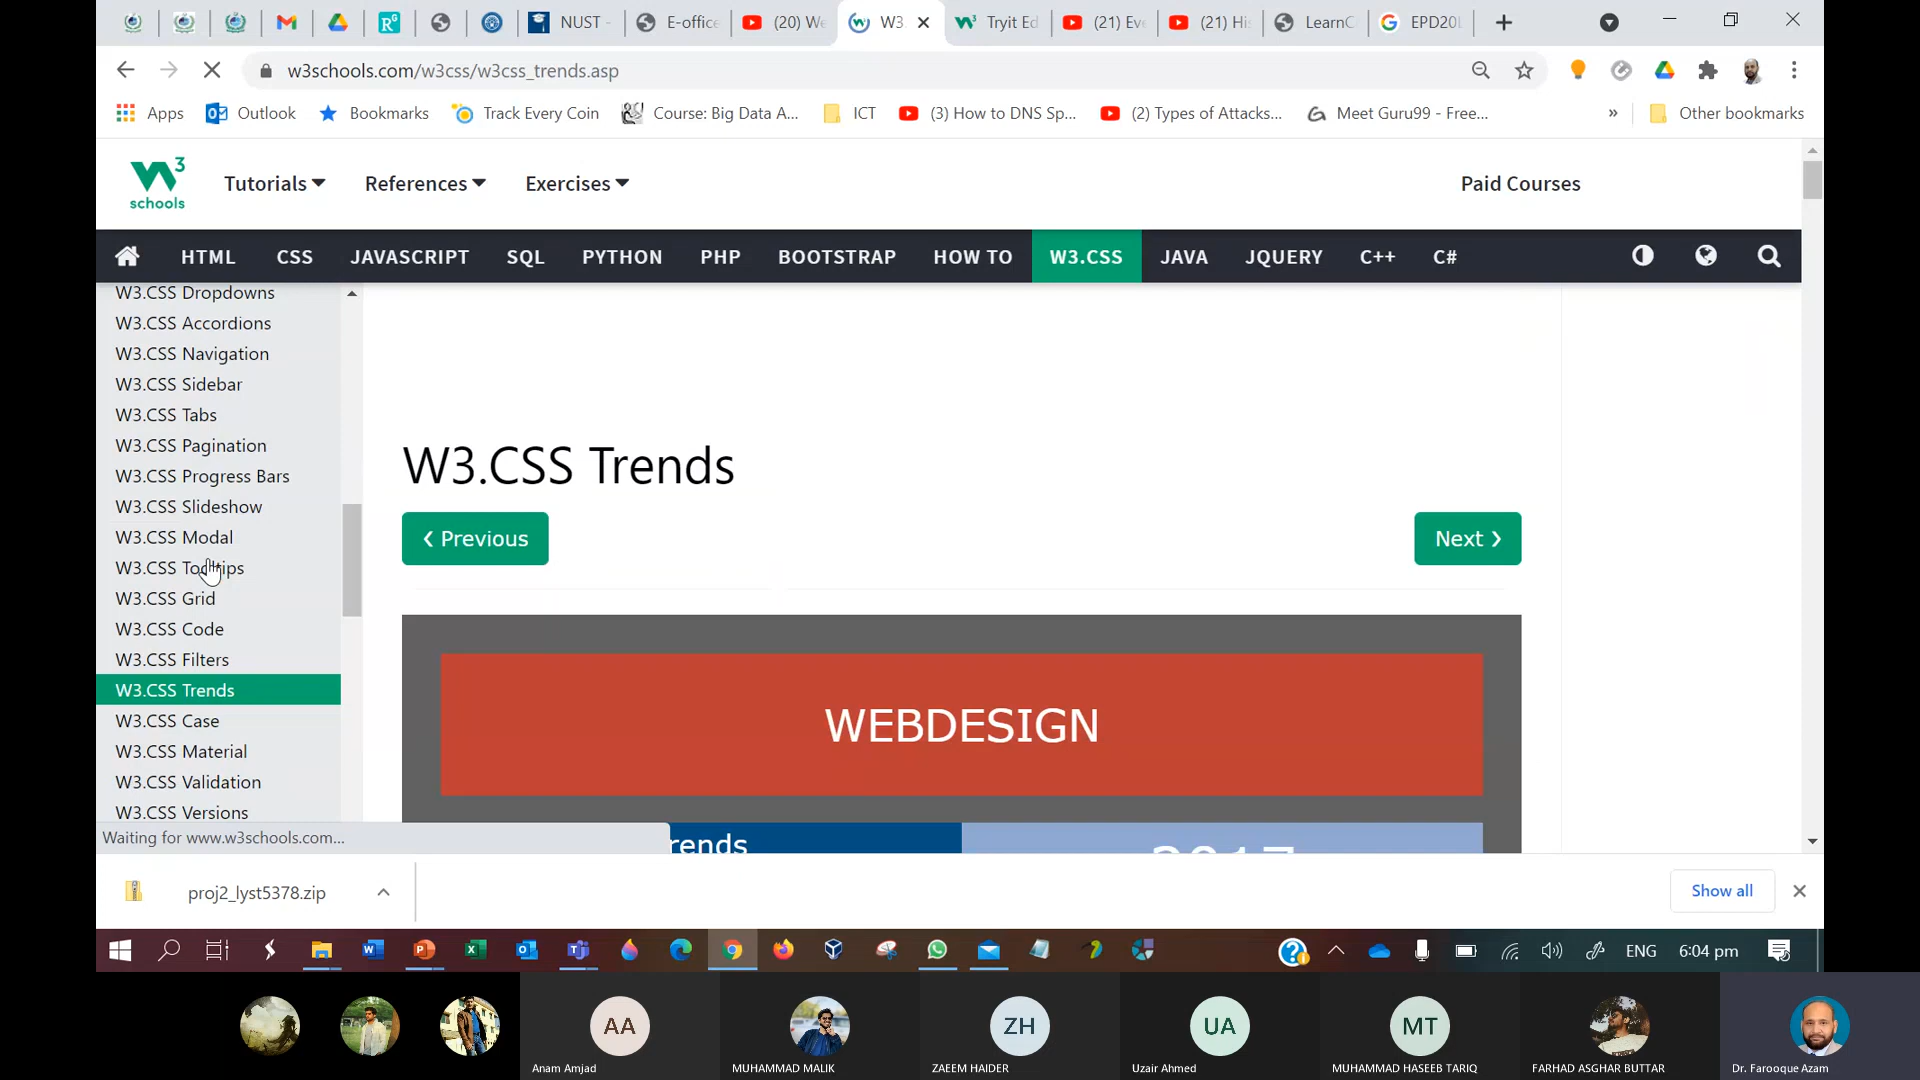 NUST -
E-office
(20) We
W3
Tryit Ed
(21) Eve
(21) His
LearnC
EPD20
w3schools.com/w3css/w3css_trends.asp
Apps
Outlook
Bookmarks
Track Every Coin
Course: Big Data A...
ICT
(3) How to DNS Sp...
(2) Types of Attacks...
Meet Guru99 - Free...
»
Other bookmarks
W3 schools
Tutorials
References
Exercises
Paid Courses
HTML
CSS
JAVASCRIPT
SQL
PYTHON
PHP
BOOTSTRAP
HOW TO
W3.CSS
JAVA
JQUERY
C++
C#
W3.CSS Dropdowns
W3.CSS Accordions
W3.CSS Navigation
W3.CSS Sidebar
W3.CSS Tabs
W3.CSS Pagination
W3.CSS Progress Bars
W3.CSS Slideshow
W3.CSS Modal
W3.CSS Tooltips
W3.CSS Grid
W3.CSS Code
W3.CSS Filters
W3.CSS Trends
W3.CSS Case
W3.CSS Material
W3.CSS Validation
W3.CSS Versions
W3.CSS Trends
❮ Previous
Next ❯
WEBDESIGN
rends
2017
Waiting for www.w3schools.com...
proj2_lyst5378.zip
Show all
ENG
6:04 pm
AA
ZH
UA
MT
Anam Amjad
MUHAMMAD MALIK
ZAEEM HAIDER
Uzair Ahmed
MUHAMMAD HASEEB TARIQ
FARHAD ASGHAR BUTTAR
Dr. Farooque Azam